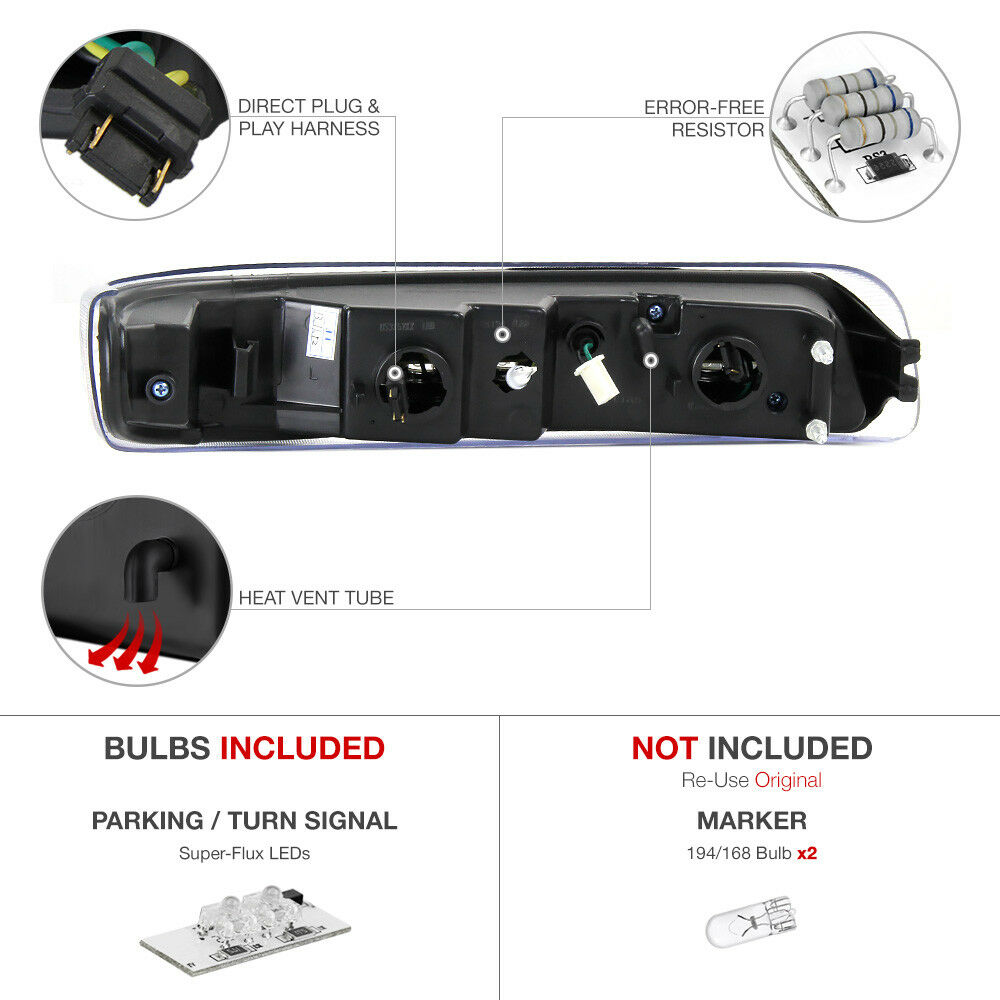 DIRECT PLUG &
PLAY HARNESS
ERROR-FREE
RESISTOR
HEAT VENT TUBE
L
BULBS INCLUDED
PARKING / TURN SIGNAL
Super-Flux LEDs
NOT INCLUDED
Re-Use Original
MARKER
194/168 Bulb x2